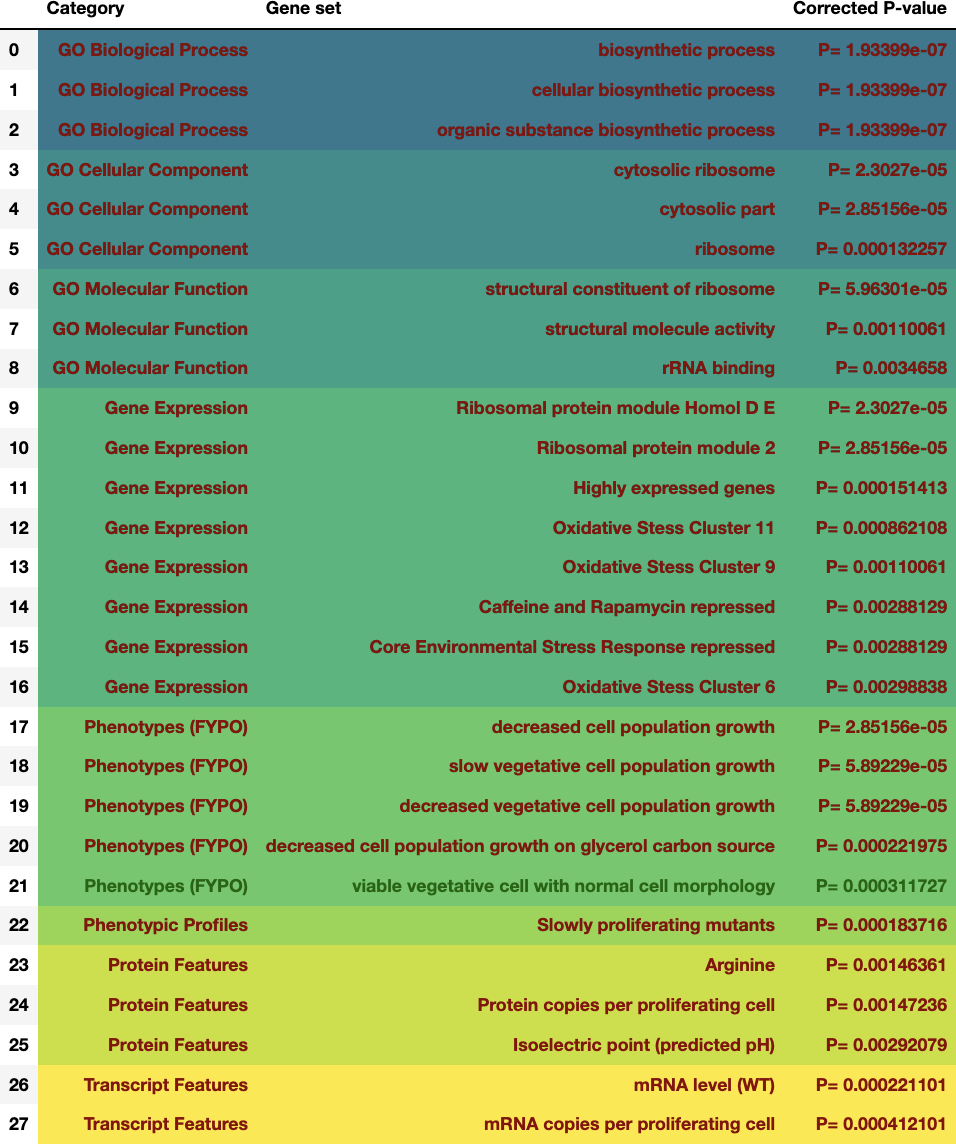 Category Gene set Corrected P-value
0 GO Biological Process biosynthetic process P= 1.93399e-07
1 GO Biological Process cellular biosynthetic process P= 1.93399e-07
2 GO Biological Process organic substance biosynthetic process P= 1.93399e-07
3 GO Cellular Component cytosolic ribosome P= 2.3027e-05
4 GO Cellular Component cytosolic part P= 2.85156e-05
5 GO Cellular Component ribosome P= 0.000132257
6 GO Molecular Function structural constituent of ribosome P= 5.96301e-05
7 GO Molecular Function structural molecule activity P= 0.00110061
8 GO Molecular Function rRNA binding P= 0.0034658
9 Gene Expression Ribosomal protein module Homol D E P= 2.3027e-05
10 Gene Expression Ribosomal protein module 2 P= 2.85156e-05
11 Gene Expression Highly expressed genes P= 0.000151413
12 Gene Expression Oxidative Stess Cluster 11 P= 0.000862108
13 Gene Expression Oxidative Stess Cluster 9 P= 0.00110061
14 Gene Expression Caffeine and Rapamycin repressed P= 0.00288129
15 Gene Expression Core Environmental Stress Response repressed P= 0.00288129
16 Gene Expression Oxidative Stess Cluster 6 P= 0.00298838
17 Phenotypes (FYPO) decreased cell population growth P= 2.85156e-05
18 Phenotypes (FYPO) slow vegetative cell population growth P= 5.89229e-05
19 Phenotypes (FYPO) decreased vegetative cell population growth P= 5.89229e-05
20 Phenotypes (FYPO) decreased cell population growth on glycerol carbon source P= 0.000221975
21 Phenotypes (FYPO) viable vegetative cell with normal cell morphology P= 0.000311727
22 Phenotypic Profiles Slowly proliferating mutants P= 0.000183716
23 Protein Features Arginine P= 0.00146361
24 Protein Features Protein copies per proliferating cell P= 0.00147236
25 Protein Features Isoelectric point (predicted pH) P= 0.00292079
26 Transcript Features mRNA level (WT) P= 0.000221101
27 Transcript Features mRNA copies per proliferating cell P= 0.000412101